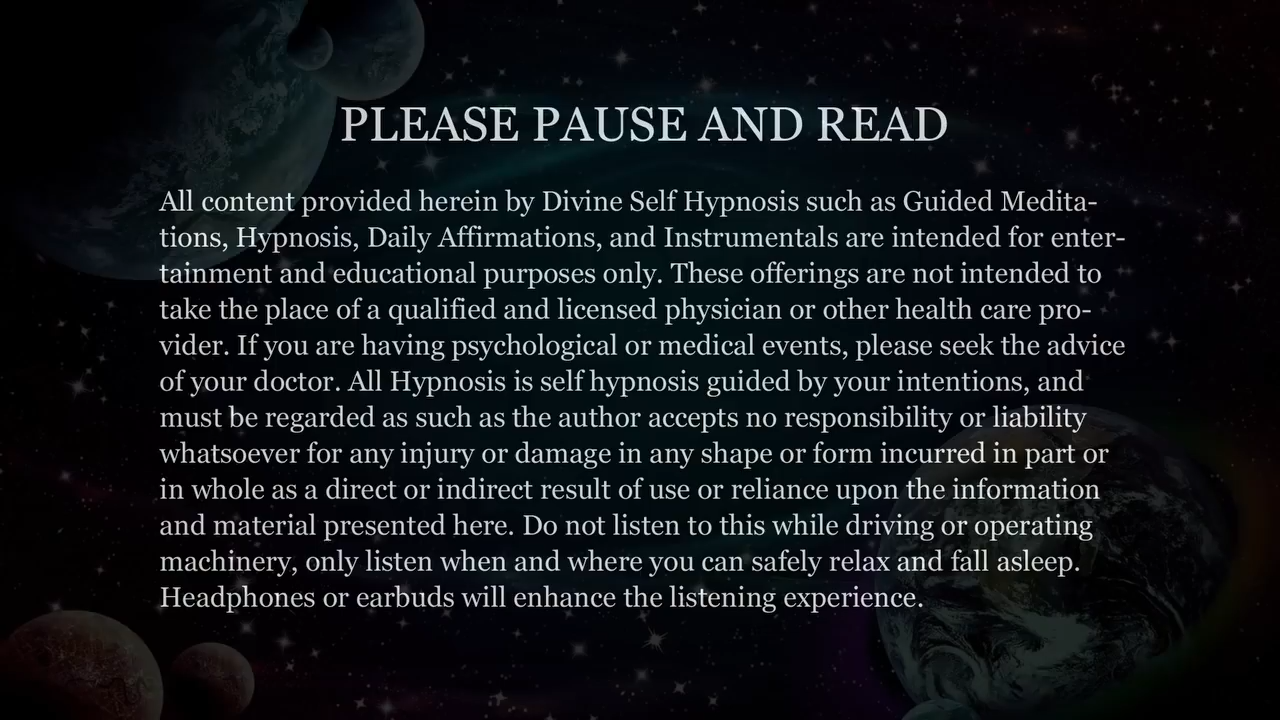 PLEASE PAUSE AND READ
All content provided herein by Divine Self Hypnosis such as Guided Medita-
tions, Hypnosis, Daily Affirmations, and Instrumentals are intended for enter-
tainment and educational purposes only. These offerings are not intended to
take the place of a qualified and licensed physician or other health care pro-
vider. If you are having psychological or medical events, please seek the advice
of your doctor. All Hypnosis is self hypnosis guided by your intentions, and
must be regarded as such as the author accepts no responsibility or liability
whatsoever for any injury or damage in any shape or form incurred in part or
in whole as a direct or indirect result of use or reliance upon the information
and material presented here. Do not listen to this while driving or operating
machinery, only listen when and where you can safely relax and fall asleep.
Headphones or earbuds will enhance the listening experience.